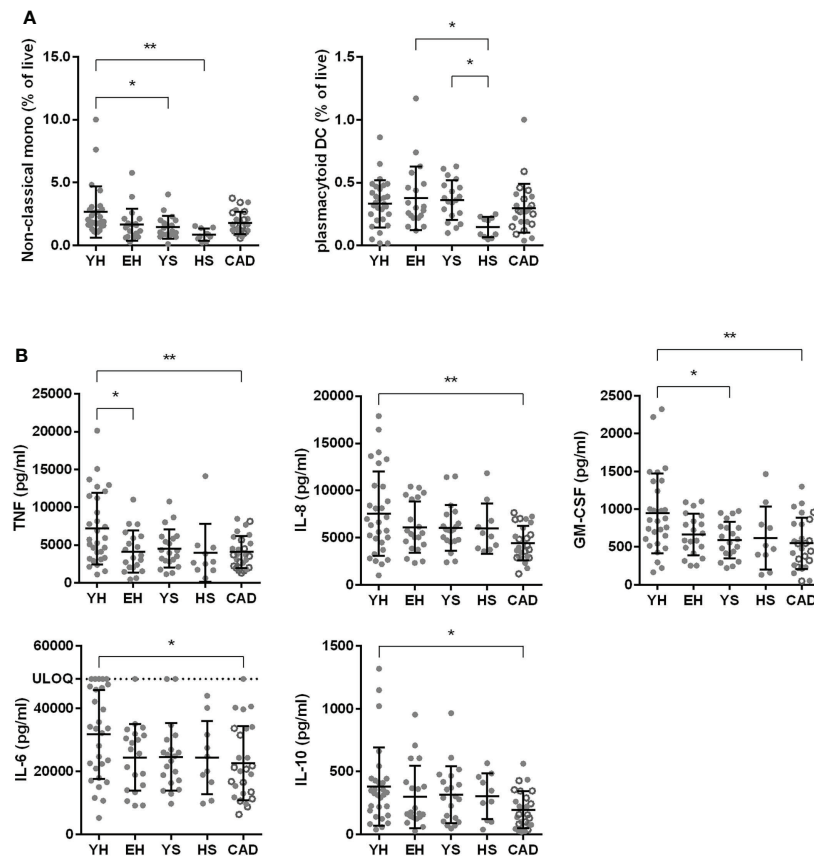 A
Non-classical mono (% of live)
15.0
10.0
5.0
0.0
**
*
YH EH YS HS CAD
plasmacytoid DC (% of live)
1.5
1.0
0.5
0.0
*
*
YH EH YS HS CAD
B
TNF (pg/ml)
25000
20000
15000
10000
5000
0
**
*
YH EH YS HS CAD
IL-8 (pg/ml)
20000
15000
10000
5000
0
**
YH EH YS HS CAD
GM-CSF (pg/ml)
2500
2000
1500
1000
500
0
**
*
YH EH YS HS CAD
IL-6 (pg/ml)
60000
ULOQ
40000
20000
0
*
YH EH YS HS CAD
IL-10 (pg/ml)
1500
1000
500
0
*
YH EH YS HS CAD